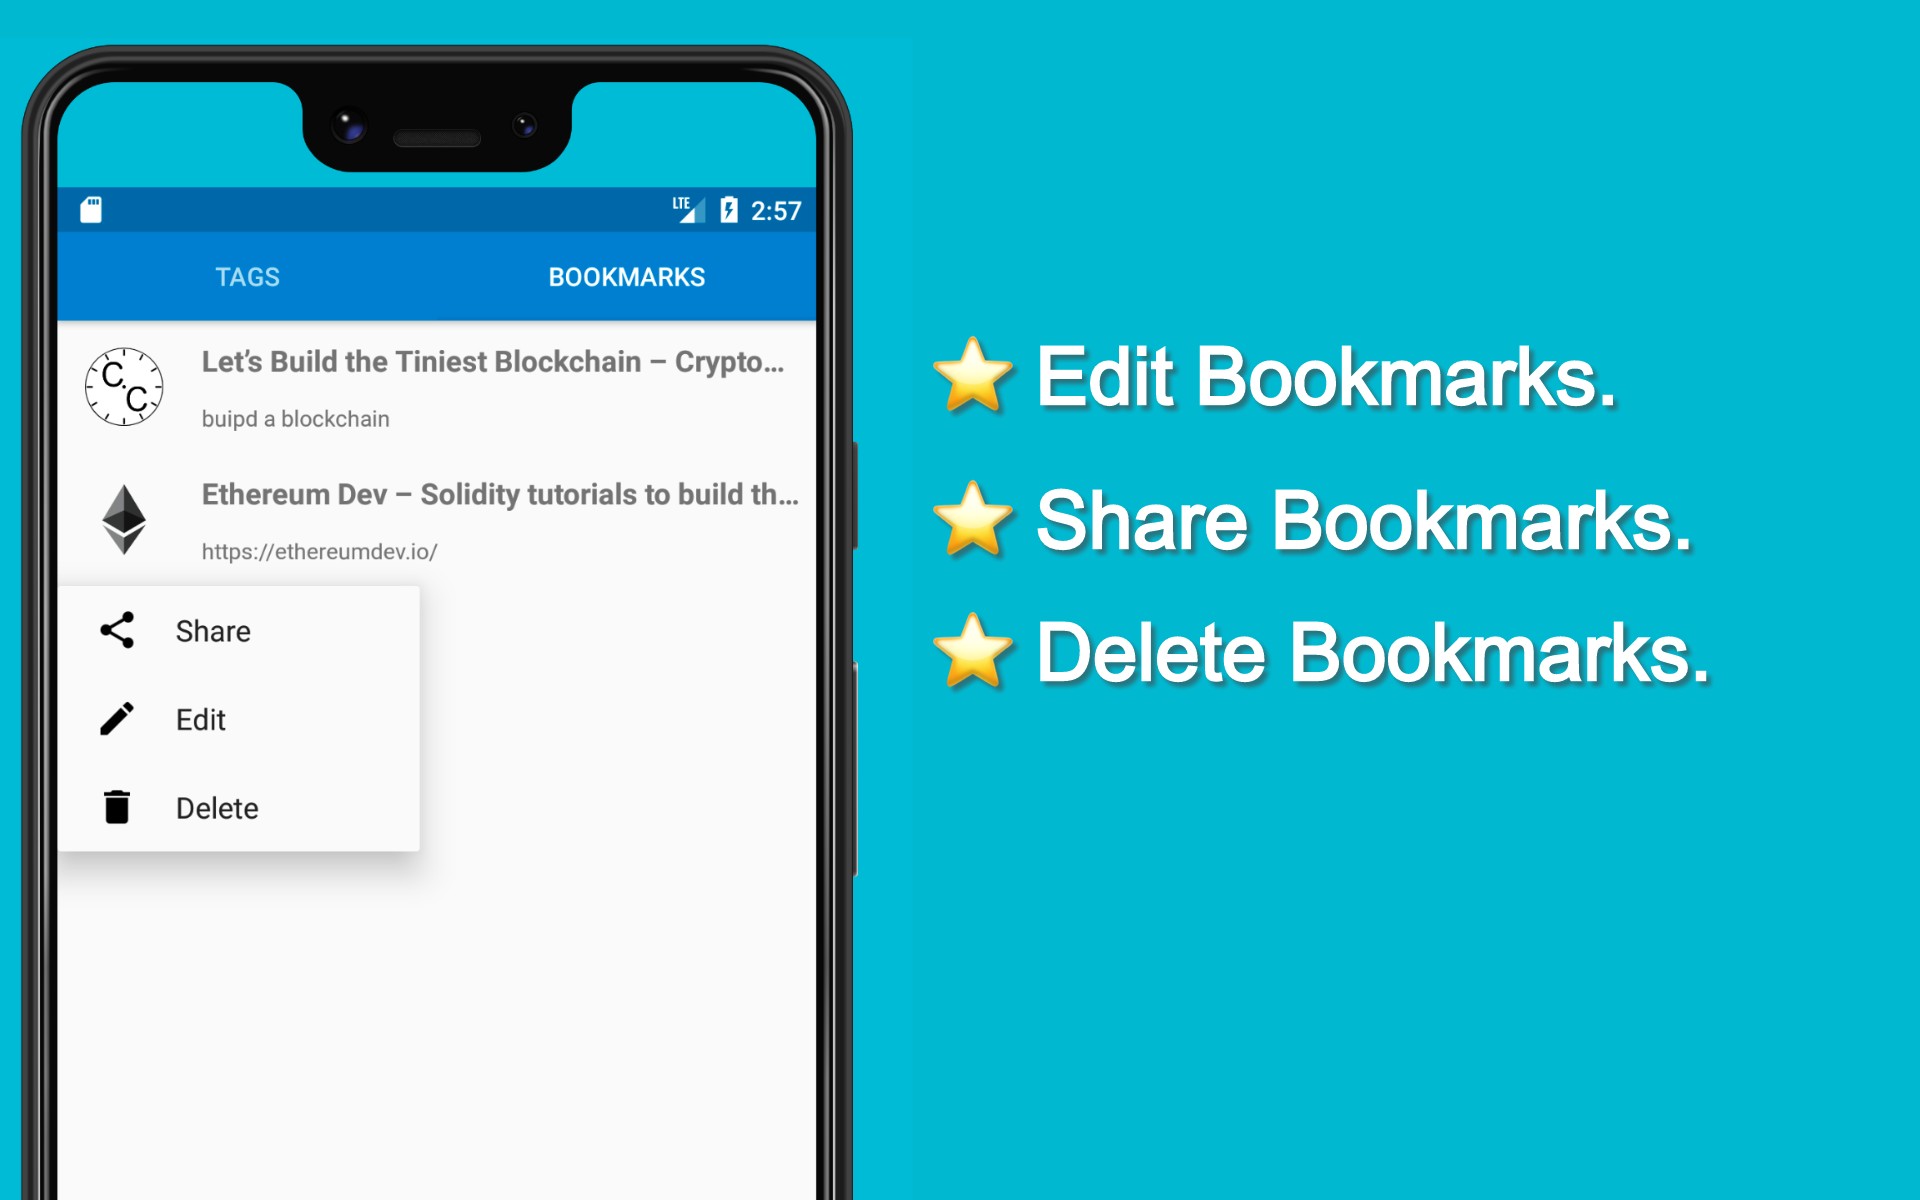 LTE 2:57
TAGS BOOKMARKS
Let’s Build the Tiniest Blockchain – Crypto...
C.C
buipd a blockchain
Ethereum Dev – Solidity tutorials to build th...
https://ethereumdev.io/
Share
Edit
Delete
Edit Bookmarks.
Share Bookmarks.
Delete Bookmarks.